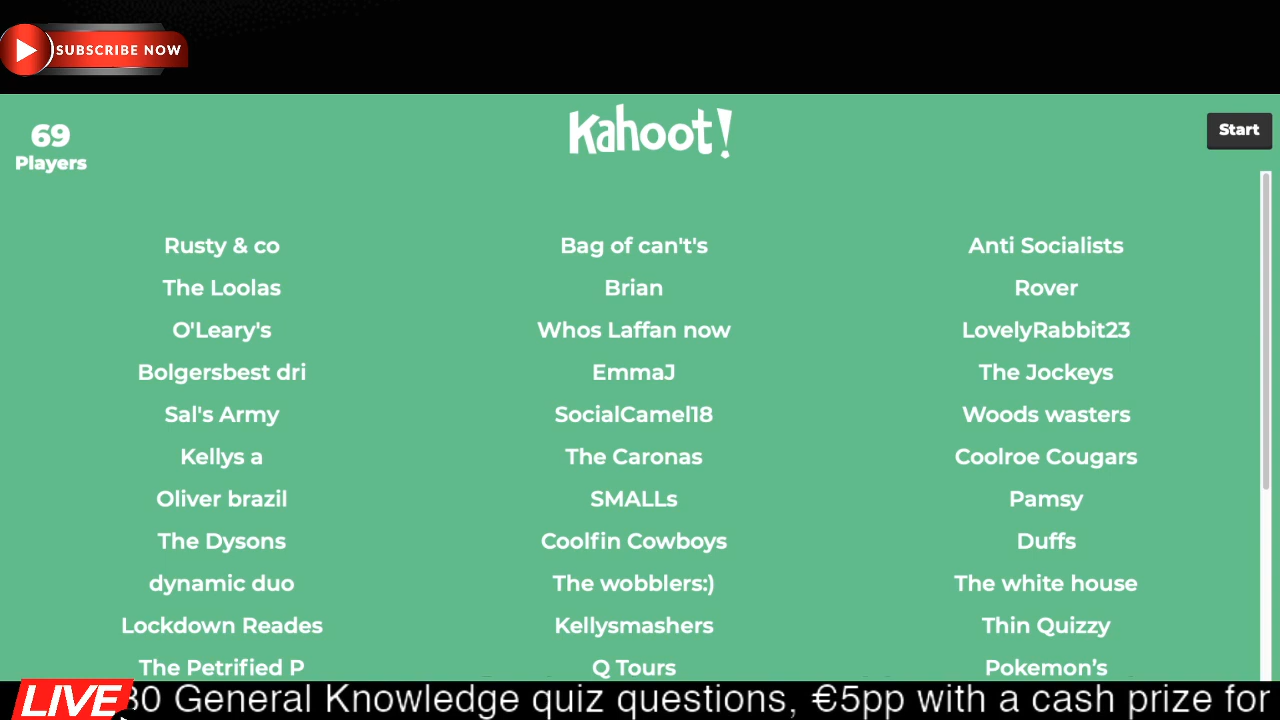 SUBSCRIBE NOW
69
Players
Kahoot!
Start
Rusty & co
Bag of can't's
Anti Socialists
The Loolas
Brian
Rover
O'Leary's
Whos Laffan now
LovelyRabbit23
Bolgersbest dri
EmmaJ
The Jockeys
Sal's Army
SocialCamel18
Woods wasters
Kellys a
The Caronas
Coolroe Cougars
Oliver brazil
SMALLs
Pamsy
The Dysons
Coolfin Cowboys
Duffs
dynamic duo
The wobblers:)
The white house
Lockdown Reades
Kellysmashers
Thin Quizzy
The Petrified P
Q Tours
Pokemon’s
LIVE
30 General Knowledge quiz questions, €5pp with a cash prize for